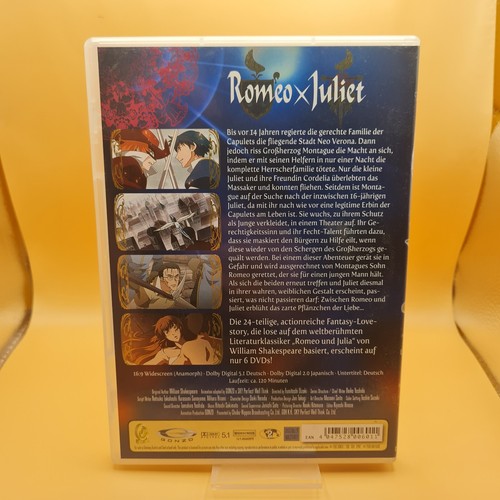 Romeo x Juliet
Bis vor 14 Jahren regierte die gerechte Familie der
Capulets die fliegende Stadt Neo Verona. Dann
jedoch riss Großherzog Montague die Macht an sich,
indem er mit seinen Helfern in nur einer Nacht die
komplette Herrscherfamilie tötete. Nur die kleine
Juliet und ihre Freundin Cordelia überlebten das
Massaker und konnten fliehen. Seitdem ist Monta-
gue auf der Suche nach der inzwischen 16-jährigen
Juliet, da mit ihr nach wie vor eine legitime Erbin der
Capulets am Leben ist. Sie wuchs, zu ihrem Schutz
als Junge verkleidet, in einem Theater auf. Ihr Ge-
rechtigkeitssinn und ihr Fecht-Talent führten dazu,
dass sie maskiert den Bürgern zu Hilfe eilt, wenn
diese wieder von den Schergen des Großherzogs ge-
quält werden. Bei einem dieser Abenteuer gerät sie in
Gefahr und wird ausgerechnet von Montagues Sohn
Romeo gerettet, der sie für einen jungen Mann hält.
Als sich die beiden erneut treffen und Juliet diesmal
in ihrer wahren, weiblichen Gestalt erscheint, pas-
siert, was nicht passieren darf: Zwischen Romeo und
Juliet erblüht das zarte Pflänzchen der Liebe...
Die 24-teilige, actionreiche Fantasy-Love-
story, die lose auf dem weltberühmten
Literaturklassiker „Romeo und Julia" von
William Shakespeare basiert, erscheint auf
nur 6 DVDs!
16:9 Widescreen (Anamorph) · Dolby Digital 5.1 Deutsch · Dolby Digital 2.0 Japanisch · Untertitel: Deutsch
Laufzeit: ca. 120 Minuten
GONZO
5.1
4 947528 006011